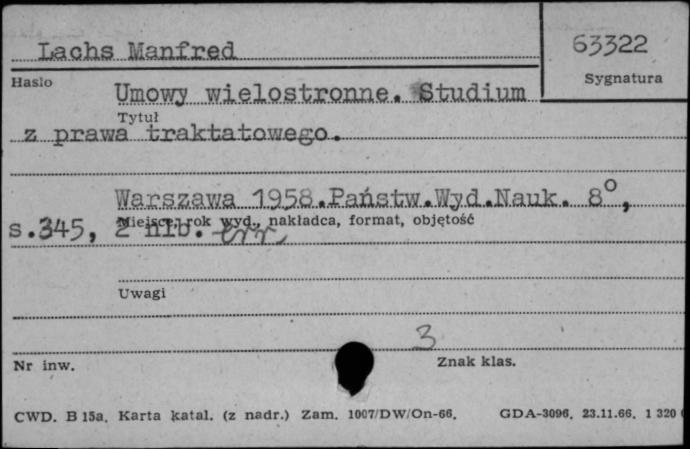 Lachs Manfred
63322
Hasło
Sygnatura
Umowy wielostronne. Studium
Tytuł
z prawa traktatowego.
Warszawa 1958.Państw.Wyd.Nauk. 8°,
Miejsce, rok wyd., nakładca, format, objętość
s.345, 2 nlb. err.
Uwagi
3
Nr inw.
Znak klas.
CWD. B 15a. Karta katal. (z nadr.) Zam. 1007/DW/On-66. GDA-3096. 23.11.66. 1 320